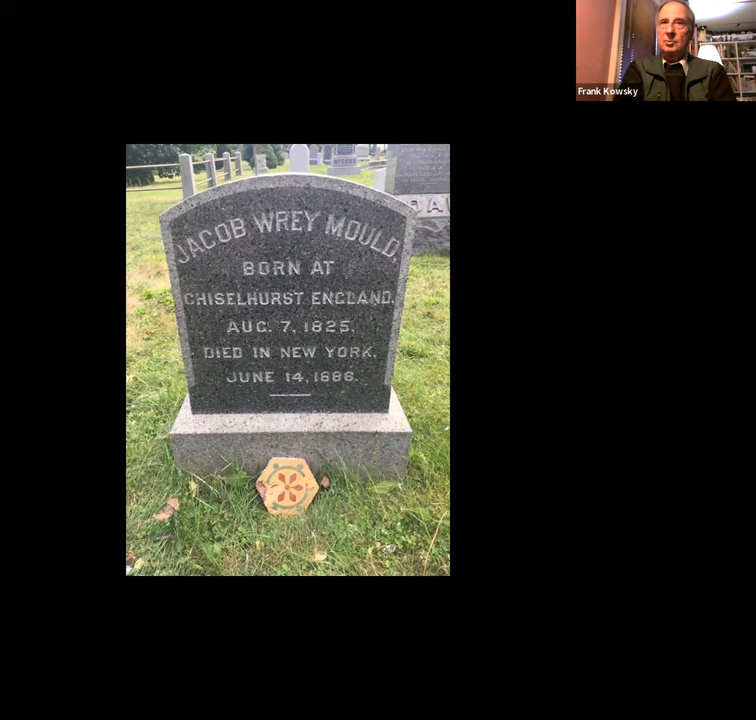 Frank Kowsky
JACOB WREY MOULD,
BORN AT
CHISELHURST ENGLAND,
AUG. 7, 1825.
DIED IN NEW YORK,
JUNE 14, 1886.